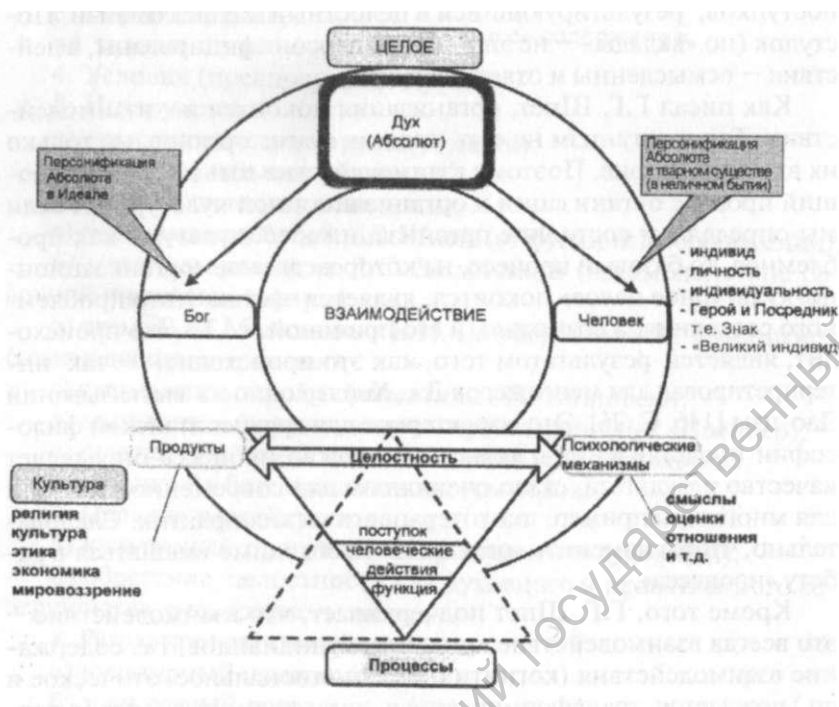 ЦЕЛОЕ
Дух
(Абсолют)
Персонификация
Абсолюта
в Идеале
Персонификация
Абсолюта
в тварном существе
(в наличном бытии)
* индивид
* личность
* индивидуальность
* Герой и Посредник
т.е. Знак
- «Великий индивид
Бог
ВЗАИМОДЕЙСТВИЕ
Человек
Продукты
Целостность
Психологические
механизмы
Культура
религия
культура
этика
мировоззрение
смыслы
оценки
отношения
и т.д.
поступок
человеческие
действия
функция
Процессы
ий государственный